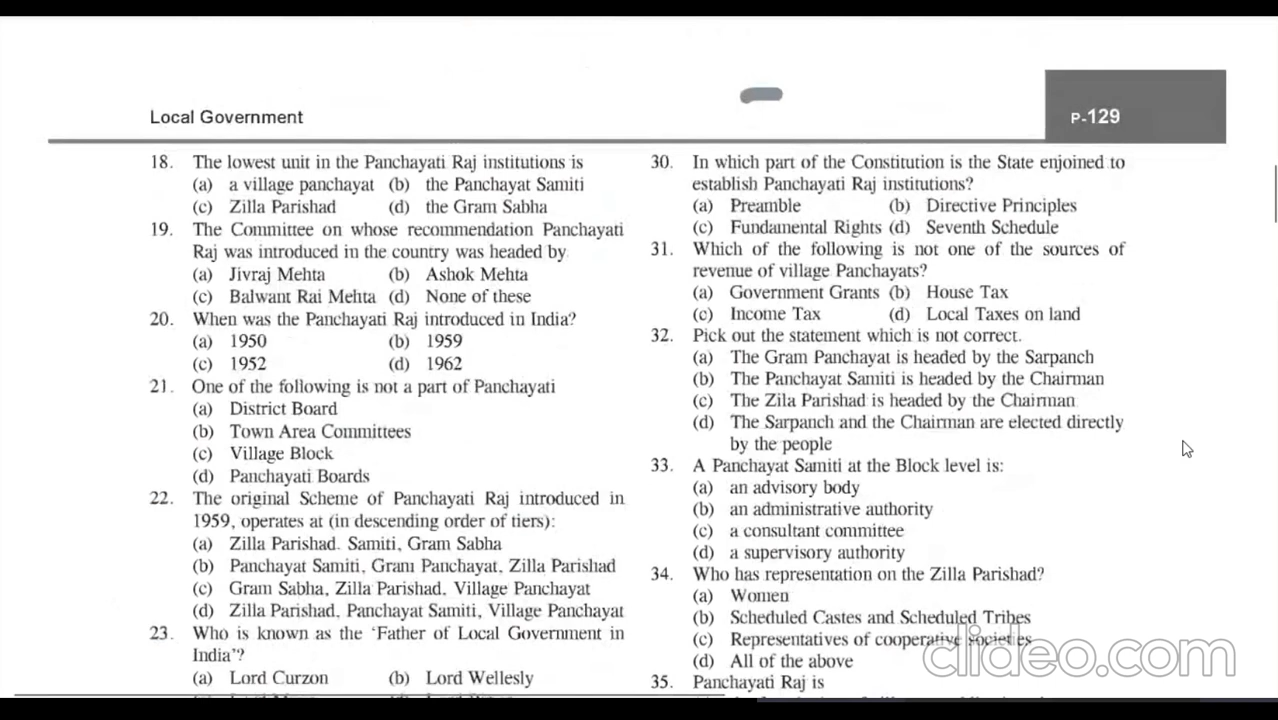 Local Government
P-129
18. The lowest unit in the Panchayati Raj institutions is
(a) a village panchayat (b) the Panchayat Samiti
(c) Zilla Parishad (d) the Gram Sabha
19. The Committee on whose recommendation Panchayati
Raj was introduced in the country was headed by
(a) Jivraj Mehta (b) Ashok Mehta
(c) Balwant Rai Mehta (d) None of these
20. When was the Panchayati Raj introduced in India?
(a) 1950 (b) 1959
(c) 1952 (d) 1962
21. One of the following is not a part of Panchayati
(a) District Board
(b) Town Area Committees
(c) Village Block
(d) Panchayati Boards
22. The original Scheme of Panchayati Raj introduced in
1959, operates at (in descending order of tiers):
(a) Zilla Parishad. Samiti, Gram Sabha
(b) Panchayat Samiti, Gram Panchayat, Zilla Parishad
(c) Gram Sabha, Zilla Parishad, Village Panchayat
(d) Zilla Parishad, Panchayat Samiti, Village Panchayat
23. Who is known as the ‘Father of Local Government in
India’?
(a) Lord Curzon (b) Lord Wellesly
30. In which part of the Constitution is the State enjoined to
establish Panchayati Raj institutions?
(a) Preamble (b) Directive Principles
(c) Fundamental Rights (d) Seventh Schedule
31. Which of the following is not one of the sources of
revenue of village Panchayats?
(a) Government Grants (b) House Tax
(c) Income Tax (d) Local Taxes on land
32. Pick out the statement which is not correct.
(a) The Gram Panchayat is headed by the Sarpanch
(b) The Panchayat Samiti is headed by the Chairman
(c) The Zila Parishad is headed by the Chairman
(d) The Sarpanch and the Chairman are elected directly
by the people
33. A Panchayat Samiti at the Block level is:
(a) an advisory body
(b) an administrative authority
(c) a consultant committee
(d) a supervisory authority
34. Who has representation on the Zilla Parishad?
(a) Women
(b) Scheduled Castes and Scheduled Tribes
(c) Representatives of cooperative societies
(d) All of the above
35. Panchayati Raj is
clideo.com